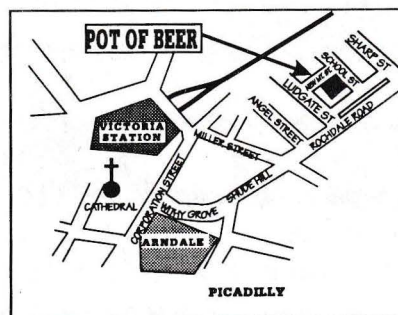 POT OF BEER
SHARP ST
SCHOOL ST
LUDGATE ST.
ANGEL STREET
ROCHDALE ROAD
VICTORIA
STATION
MILLER STREET
SHUDE HILL
CATHEDRAL
CORPORATION STREET
WITHY GROVE
ARNDALE
PICADILLY